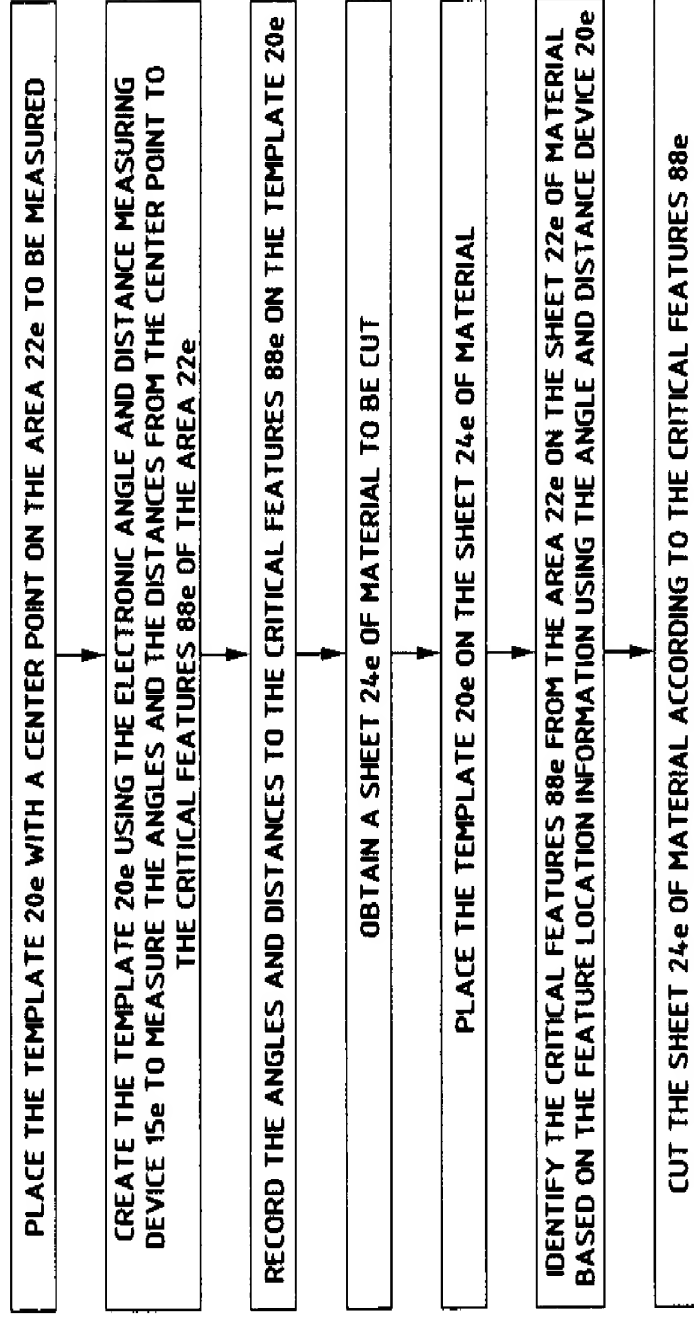 PLACE THE TEMPLATE 20e WITH A CENTER POINT ON THE AREA 22e TO BE MEASURED
CREATE THE TEMPLATE 20e USING THE ELECTRONIC ANGLE AND DISTANCE MEASURING
DEVICE 15e TO MEASURE THE ANGLES AND THE DISTANCES FROM THE CENTER POINT TO
THE CRITICAL FEATURES 88e OF THE AREA 22e
RECORD THE ANGLES AND DISTANCES TO THE CRITICAL FEATURES 88e ON THE TEMPLATE 20e
OBTAIN A SHEET 24e OF MATERIAL TO BE CUT
PLACE THE TEMPLATE 20e ON THE SHEET 24e OF MATERIAL
IDENTIFY THE CRITICAL FEATURES 88e FROM THE AREA 22e ON THE SHEET 22e OF MATERIAL
BASED ON THE FEATURE LOCATION INFORMATION USING THE ANGLE AND DISTANCE DEVICE 20e
CUT THE SHEET 24e OF MATERIAL ACCORDING TO THE CRITICAL FEATURES 88e